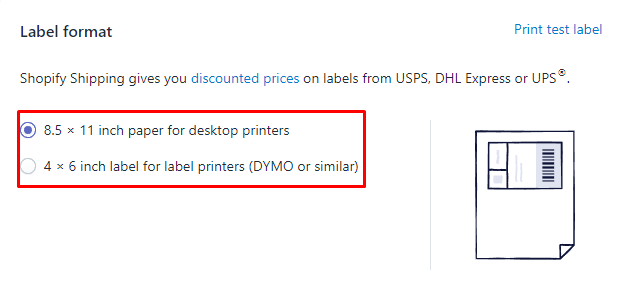 Label format
Print test label
Shopify Shipping gives you discounted prices on labels from USPS, DHL Express or UPS®.
8.5 × 11 inch paper for desktop printers
4 × 6 inch label for label printers (DYMO or similar)